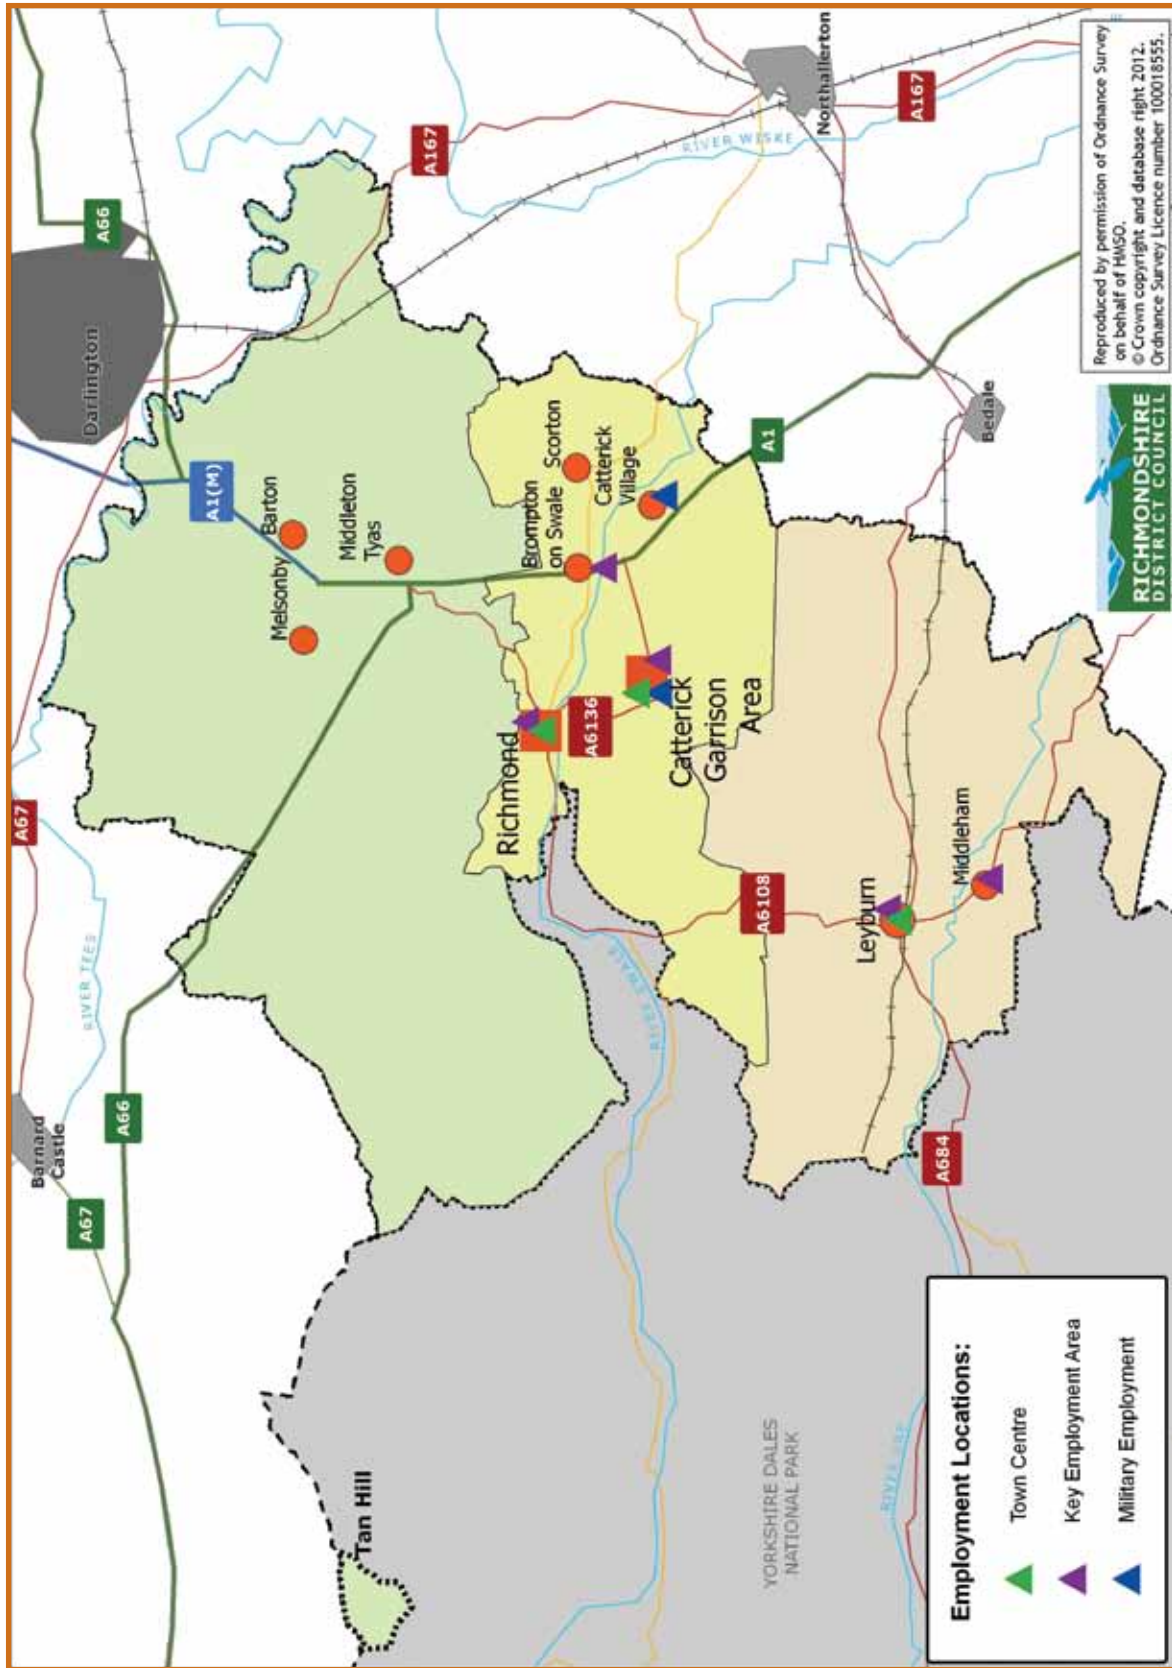 A66
Darlington
A1(M)
Barton
Melsonby
Middleton
Tyas
A167
Northallerton
RIVER WISKE
A167
Brompton
on Swale
Scorton
Catterick
Village
A1
Bedale
Richmond
A6136
Catterick
Garrison
Area
A67
RIVER TEES
Barnard
Castle
A66
A67
A6108
Leyburn
Middleham
RIVER SWALE
A684
Tan Hill
YORKSHIRE DALES
NATIONAL PARK
RIVER URE
Employment Locations:
Town Centre
Key Employment Area
Military Employment
RICHMONDSHIRE
DISTRICT COUNCIL
Reproduced by permission of Ordnance Survey
on behalf of HMSO.
© Crown copyright and database right 2012.
Ordnance Survey Licence number 100018555.